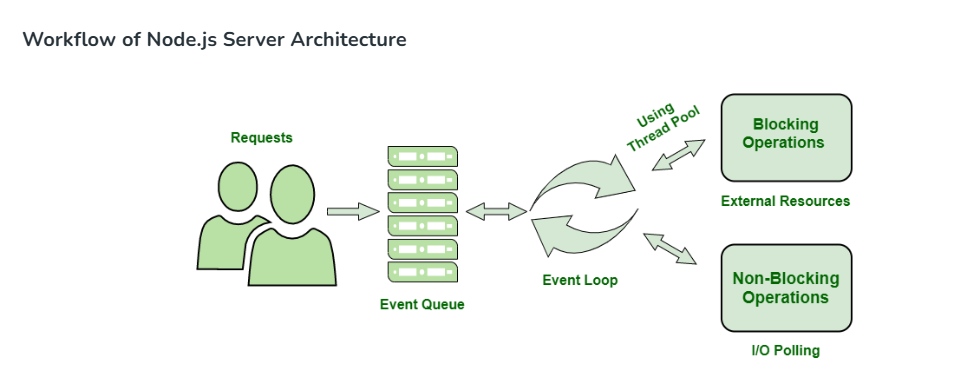 Workflow of Node.js Server Architecture
Requests
Event Queue
Event Loop
Using
Thread Pool
Blocking
Operations
External Resources
Non-Blocking
Operations
I/O Polling